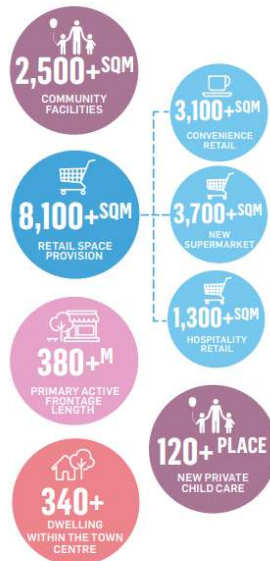 2,500+SQM
COMMUNITY
FACILITIES
3,100+SQM
CONVENIENCE
RETAIL
8,100+SQM
RETAIL SPACE
PROVISION
3,700+SQM
NEW
SUPERMARKET
1,300+SQM
HOSPITALITY
RETAIL
380+M
PRIMARY ACTIVE
FRONTAGE
LENGTH
120+ PLACE
NEW PRIVATE
CHILD CARE
340+
DWELLING
WITHIN THE TOWN
CENTRE